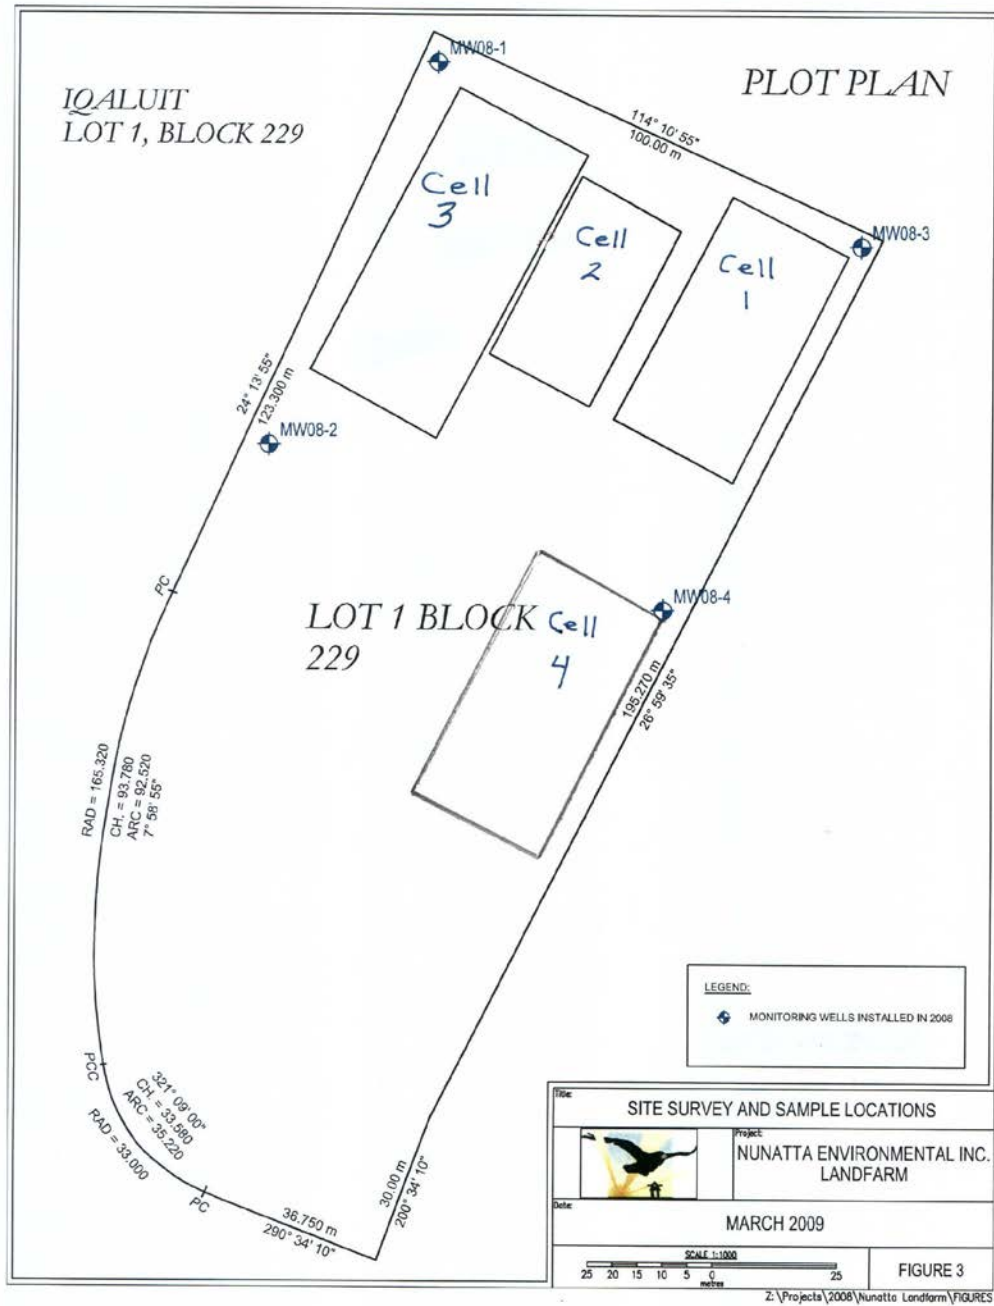 MW08-1
PLOT PLAN
IQALUIT
LOT 1, BLOCK 229
114° 10' 55"
100.00 m
Cell
3
Cell
2
Cell
1
MW08-3
24° 13' 55"
123.300 m
MW08-2
PC
MW08-4
LOT 1 BLOCK
229
Cell
4
195.270 m
26° 59' 35"
RAD = 165.320
CH. = 93.780
ARC = 92.520
7° 58' 55"
LEGEND:
MONITORING WELLS INSTALLED IN 2008
PCC
321° 09' 00"
CH. = 33.580
ARC = 35.220
RAD = 33.000
PC
36.750 m
290° 34' 10"
30.00 m
200° 34' 10"
Title:
SITE SURVEY AND SAMPLE LOCATIONS
Project:
NUNATTA ENVIRONMENTAL INC.
LANDFARM
Date:
MARCH 2009
SCALE 1:1000
25 20 15 10 5 0 25
metres
FIGURE 3
Z:\Projects\2008\Nunatta Landfarm\FIGURES